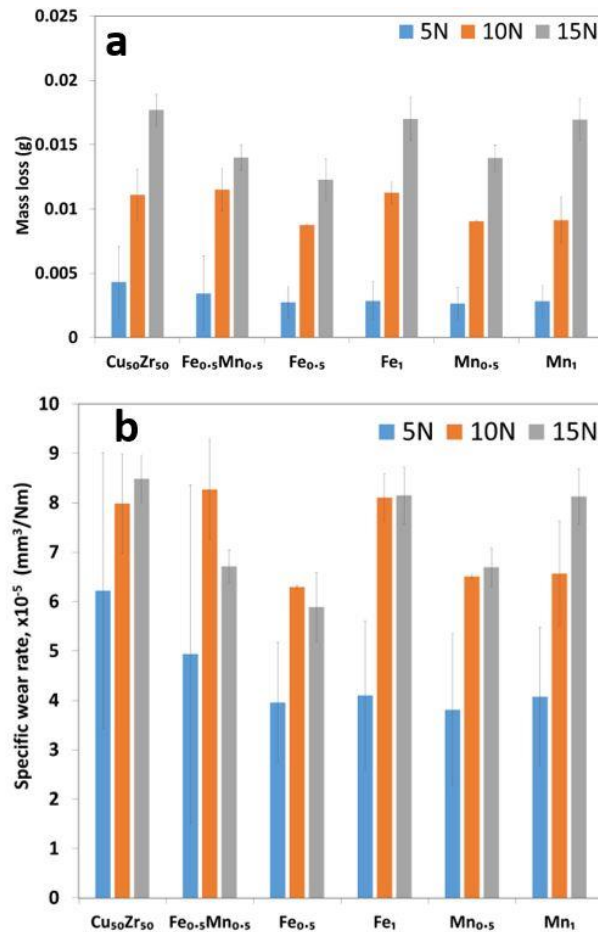 a
5N 10N 15N
0.025
0.02
0.015
0.01
0.005
0
Mass loss (g)
Cu₅₀Zr₅₀ Fe₀.₅Mn₀.₅ Fe₀.₅ Fe₁ Mn₀.₅ Mn₁
b
5N 10N 15N
10
9
8
7
6
5
4
3
2
1
0
Specific wear rate, x10⁻⁵ (mm³/Nm)
Cu₅₀Zr₅₀ Fe₀.₅Mn₀.₅ Fe₀.₅ Fe₁ Mn₀.₅ Mn₁